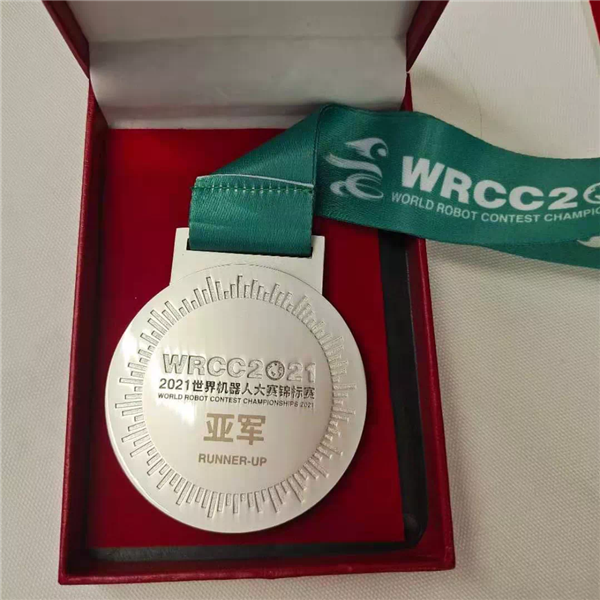 WRCC2
WORLD ROBOT CONTEST
WRCC2021
2021世界机器人大赛锦标赛
WORLD ROBOT CONTEST CHAMPIONSHIPS 2021
亚军
RUNNER-UP